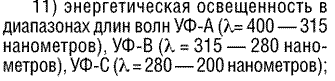 11) энергетическая освещенность в
диапазонах длин волн УФ-А (λ= 400 — 315
нанометров), УФ-В (λ = 315 — 280 нано-
метров), УФ-С (λ = 280 — 200 нанометров);